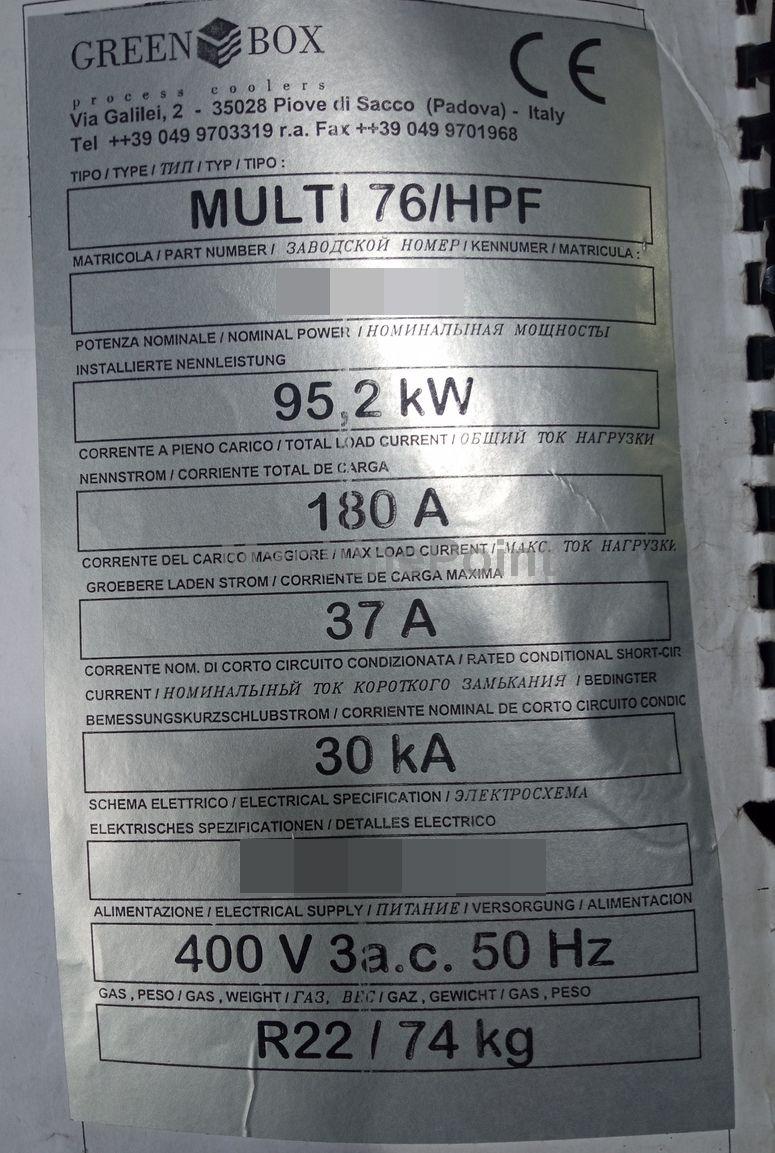 GREEN BOX
process coolers
Via Galilei, 2 - 35028 Piove di Sacco (Padova) - Italy
Tel ++39 049 9703319 r.a. Fax ++39 049 9701968
CE
TIPO / TYPE / ТИП / TYP / TIPO :
MULTI 76/HPF
MATRICOLA / PART NUMBER / ЗАВОДСКОЙ НОМЕР / KENNUMER / MATRICULA :
POTENZA NOMINALE / NOMINAL POWER / НОМИНАЛЫНАЯ МОЩНОСТЫ
INSTALLIERTE NENNLEISTUNG
95,2 kW
CORRENTE A PIENO CARICO / TOTAL LOAD CURRENT / ОБЩИЙ ТОК НАГРУЗКИ
NENNSTROM / CORRIENTE TOTAL DE CARGA
180 A
CORRENTE DEL CARICO MAGGIORE / MAX LOAD CURRENT / МАКС. ТОК НАГРУЗКИ
GROEBERE LADEN STROM / CORRIENTE DE CARGA MAXIMA
37 A
CORRENTE NOM. DI CORTO CIRCUITO CONDIZIONATA / RATED CONDITIONAL SHORT-CIR
CURRENT / НОМИНАЛЫНЫЙ ТОК КОРОТКОГО ЗАМЬКАНИЯ / BEDINGTER
BEMESSUNGSKURZSCHLUBSTROM / CORRIENTE NOMINAL DE CORTO CIRCUITO CONDIC
30 kA
SCHEMA ELETTRICO / ELECTRICAL SPECIFICATION / ЭЛЕКТРОСХЕМА
ELEKTRISCHES SPEZIFICATIONEN / DETALLES ELECTRICO
ALIMENTAZIONE / ELECTRICAL SUPPLY / ПИТАНИЕ / VERSORGUNG / ALIMENTACION
400 V 3a.c. 50 Hz
GAS , PESO / GAS , WEIGHT / ГАЗ, ВЕС / GAZ , GEWICHT / GAS , PESO
R22 / 74 kg